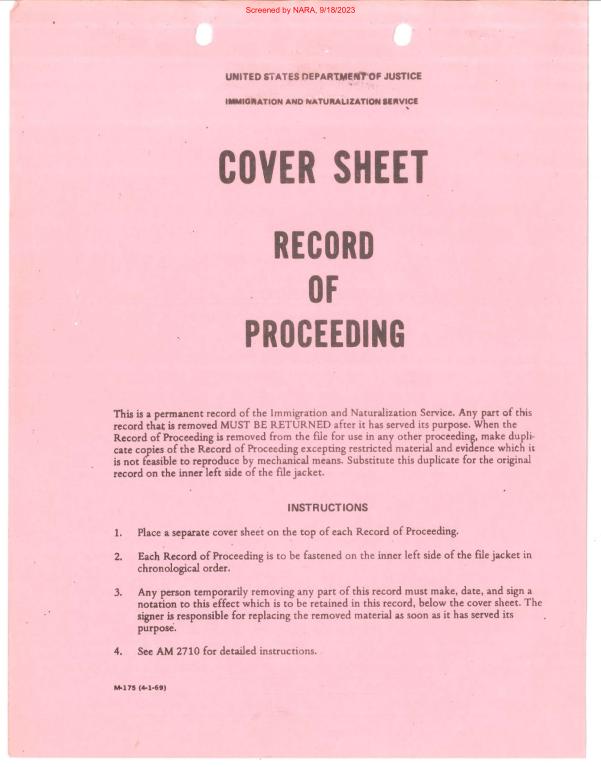 Screened by NARA, 9/18/2023
UNITED STATES DEPARTMENT OF JUSTICE
IMMIGRATION AND NATURALIZATION SERVICE
COVER SHEET
RECORD
OF
PROCEEDING
This is a permanent record of the Immigration and Naturalization Service. Any part of this
record that is removed MUST BE RETURNED after it has served its purpose. When the
Record of Proceeding is removed from the file for use in any other proceeding, make dupli-
cate copies of the Record of Proceeding excepting restricted material and evidence which it
is not feasible to reproduce by mechanical means. Substitute this duplicate for the original
record on the inner left side of the file jacket.
INSTRUCTIONS
1. Place a separate cover sheet on the top of each Record of Proceeding.
2. Each Record of Proceeding is to be fastened on the inner left side of the file jacket in
chronological order.
3. Any person temporarily removing any part of this record must make, date, and sign a
notation to this effect which is to be retained in this record, below the cover sheet. The
signer is responsible for replacing the removed material as soon as it has served its
purpose.
4. See AM 2710 for detailed instructions.
M-175 (4-1-69)